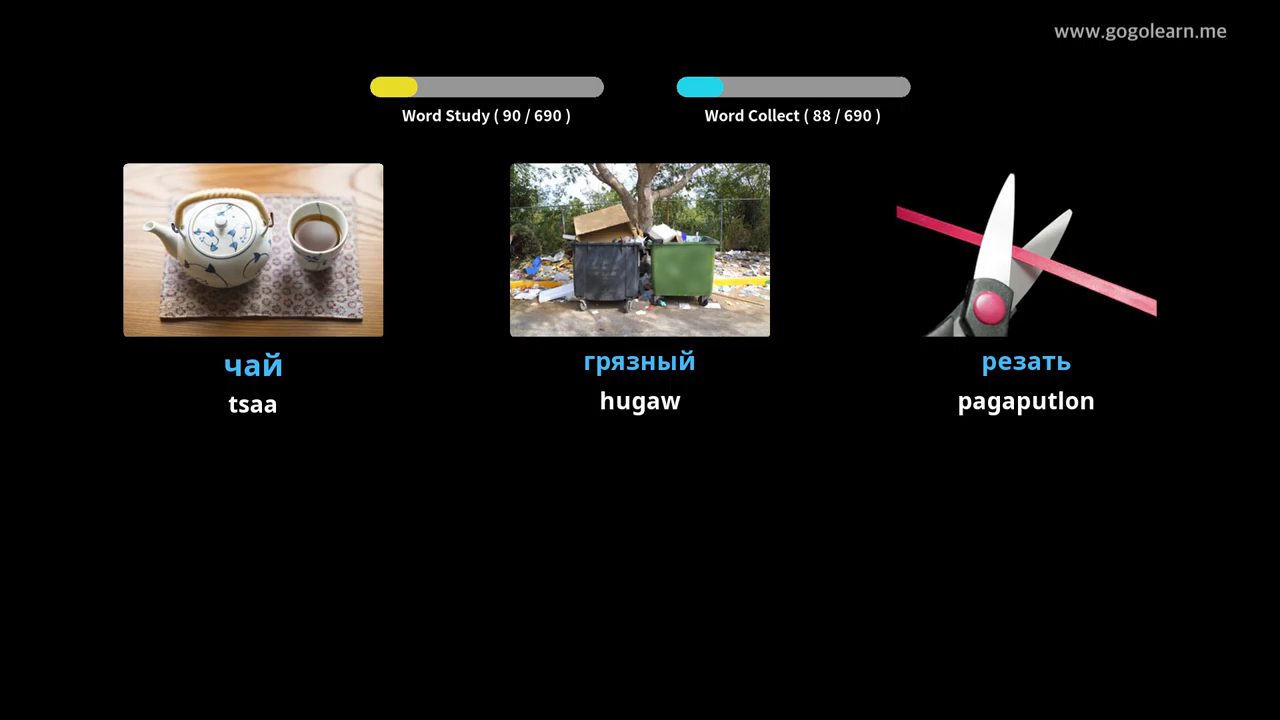 www.gogolearn.me
Word Study ( 90 / 690 )
Word Collect ( 88 / 690 )
чай
tsaa
грязный
hugaw
резать
pagaputlon